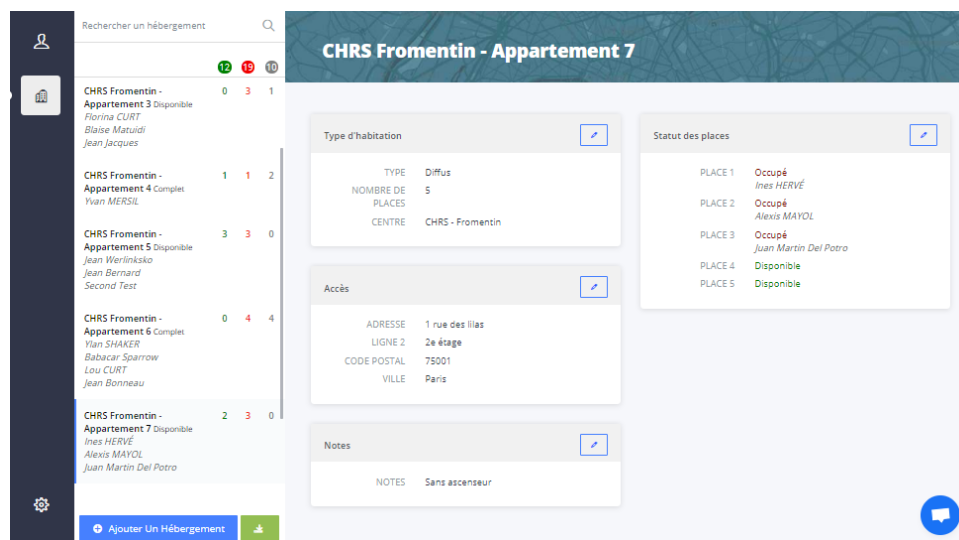 Rechercher un hébergement
12 19 10
CHRS Fromentin - 0 3 1
Appartement 3 Disponible
Florina CURT
Blaise Matuidi
Jean Jacques
CHRS Fromentin - 1 1 2
Appartement 4 Complet
Yvan MERSIL
CHRS Fromentin - 3 3 0
Appartement 5 Disponible
Jean Werlinksko
Jean Bernard
Second Test
CHRS Fromentin - 0 4 4
Appartement 6 Complet
Ylan SHAKER
Babacar Sparrow
Lou CURT
Jean Bonneau
CHRS Fromentin - 2 3 0
Appartement 7 Disponible
Ines HERVÉ
Alexis MAYOL
Juan Martin Del Potro
Ajouter Un Hébergement
CHRS Fromentin - Appartement 7
Type d'habitation
TYPE Diffus
NOMBRE DE 5
PLACES
CENTRE CHRS - Fromentin
Accès
ADRESSE 1 rue des lilas
LIGNE 2 2e étage
CODE POSTAL 75001
VILLE Paris
Notes
NOTES Sans ascenseur
Statut des places
PLACE 1 Occupé
Ines HERVÉ
PLACE 2 Occupé
Alexis MAYOL
PLACE 3 Occupé
Juan Martin Del Potro
PLACE 4 Disponible
PLACE 5 Disponible